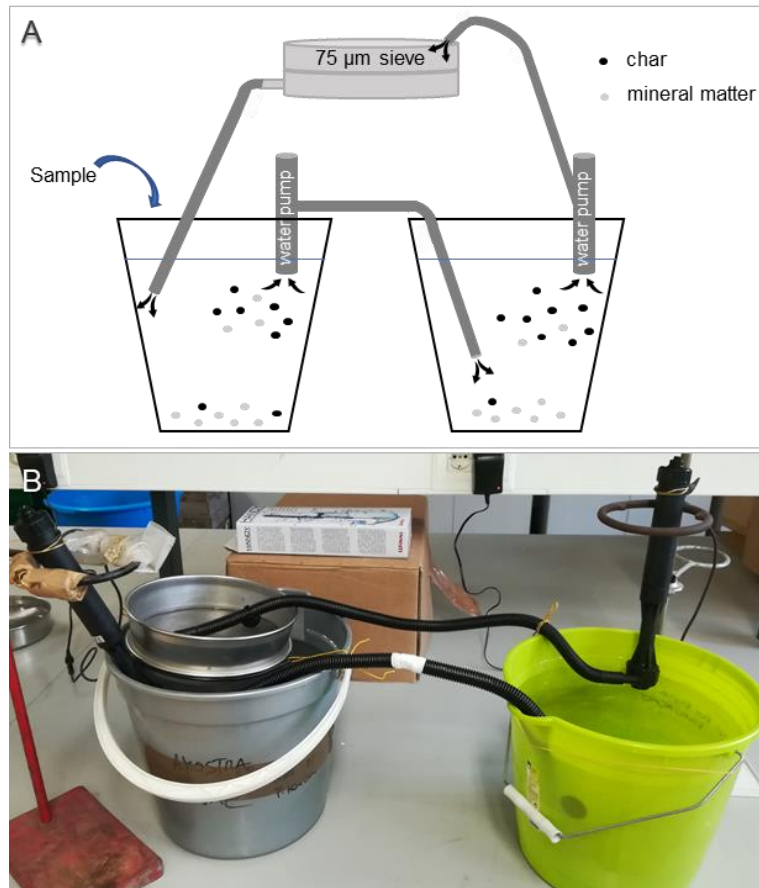 A
75 µm sieve
char
mineral matter
Sample
water pump
water pump
B
AMOSTRA